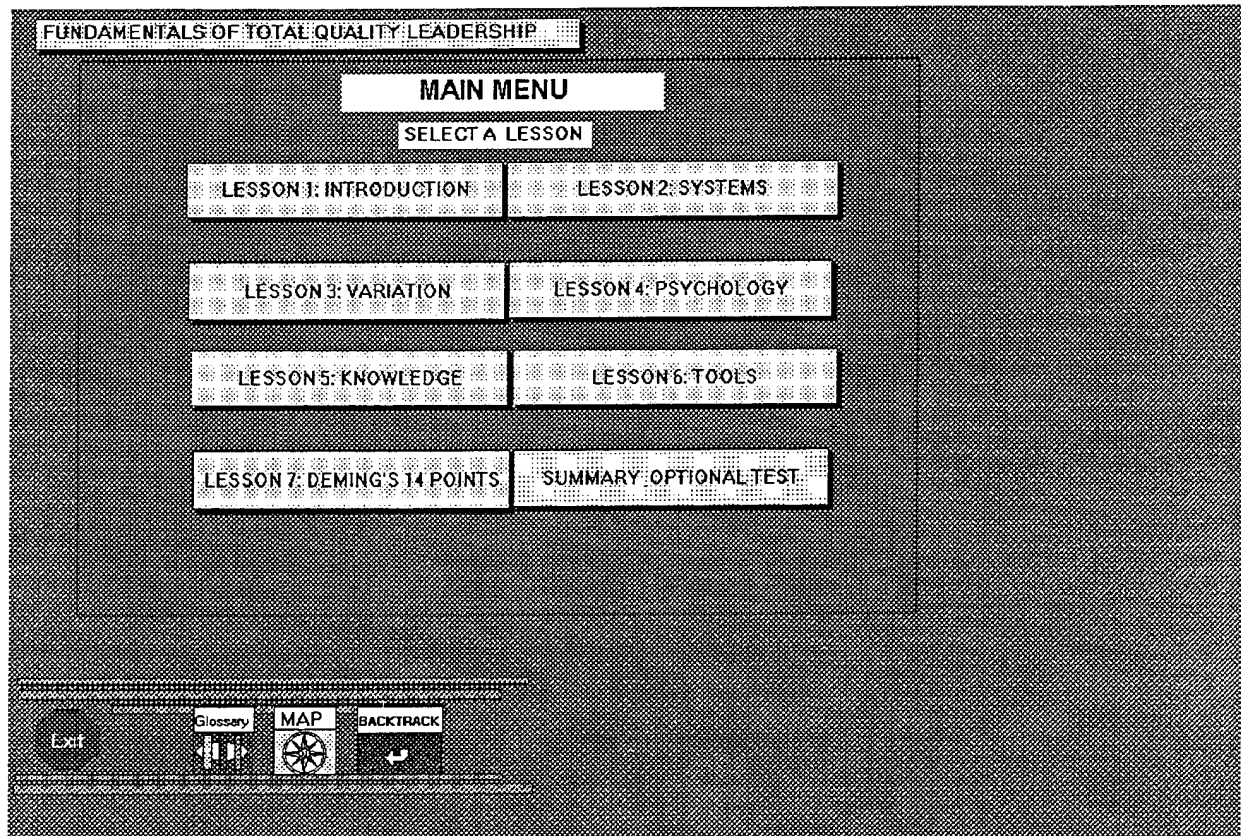 FUNDAMENTALS OF TOTAL QUALITY LEADERSHIP
MAIN MENU
SELECT A LESSON
LESSON 1: INTRODUCTION
LESSON 2: SYSTEMS
LESSON 3: VARIATION
LESSON 4: PSYCHOLOGY
LESSON 5: KNOWLEDGE
LESSON 6: TOOLS
LESSON 7: DEMING'S 14 POINTS
SUMMARY: OPTIONAL TEST
Exit
Glossary
MAP
BACKTRACK